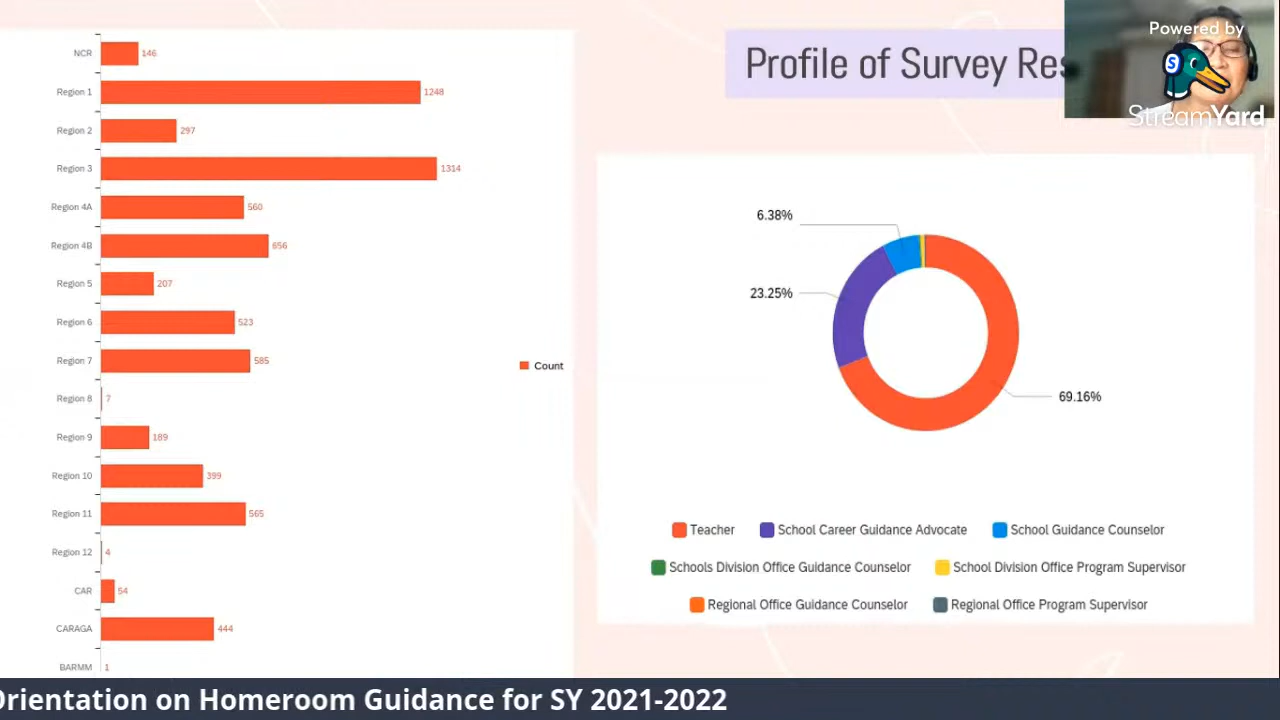 NCR 146
Region 1 1248
Region 2 297
Region 3 1314
Region 4A 560
Region 4B 656
Region 5 207
Region 6 523
Region 7 585
Region 8 7
Region 9 189
Region 10 399
Region 11 565
Region 12 4
CAR 54
CARAGA 444
BARMM 1
Count
Profile of Survey Res
Powered by
S
StreamYard
6.38%
23.25%
69.16%
Teacher School Career Guidance Advocate School Guidance Counselor
Schools Division Office Guidance Counselor School Division Office Program Supervisor
Regional Office Guidance Counselor Regional Office Program Supervisor
Orientation on Homeroom Guidance for SY 2021-2022